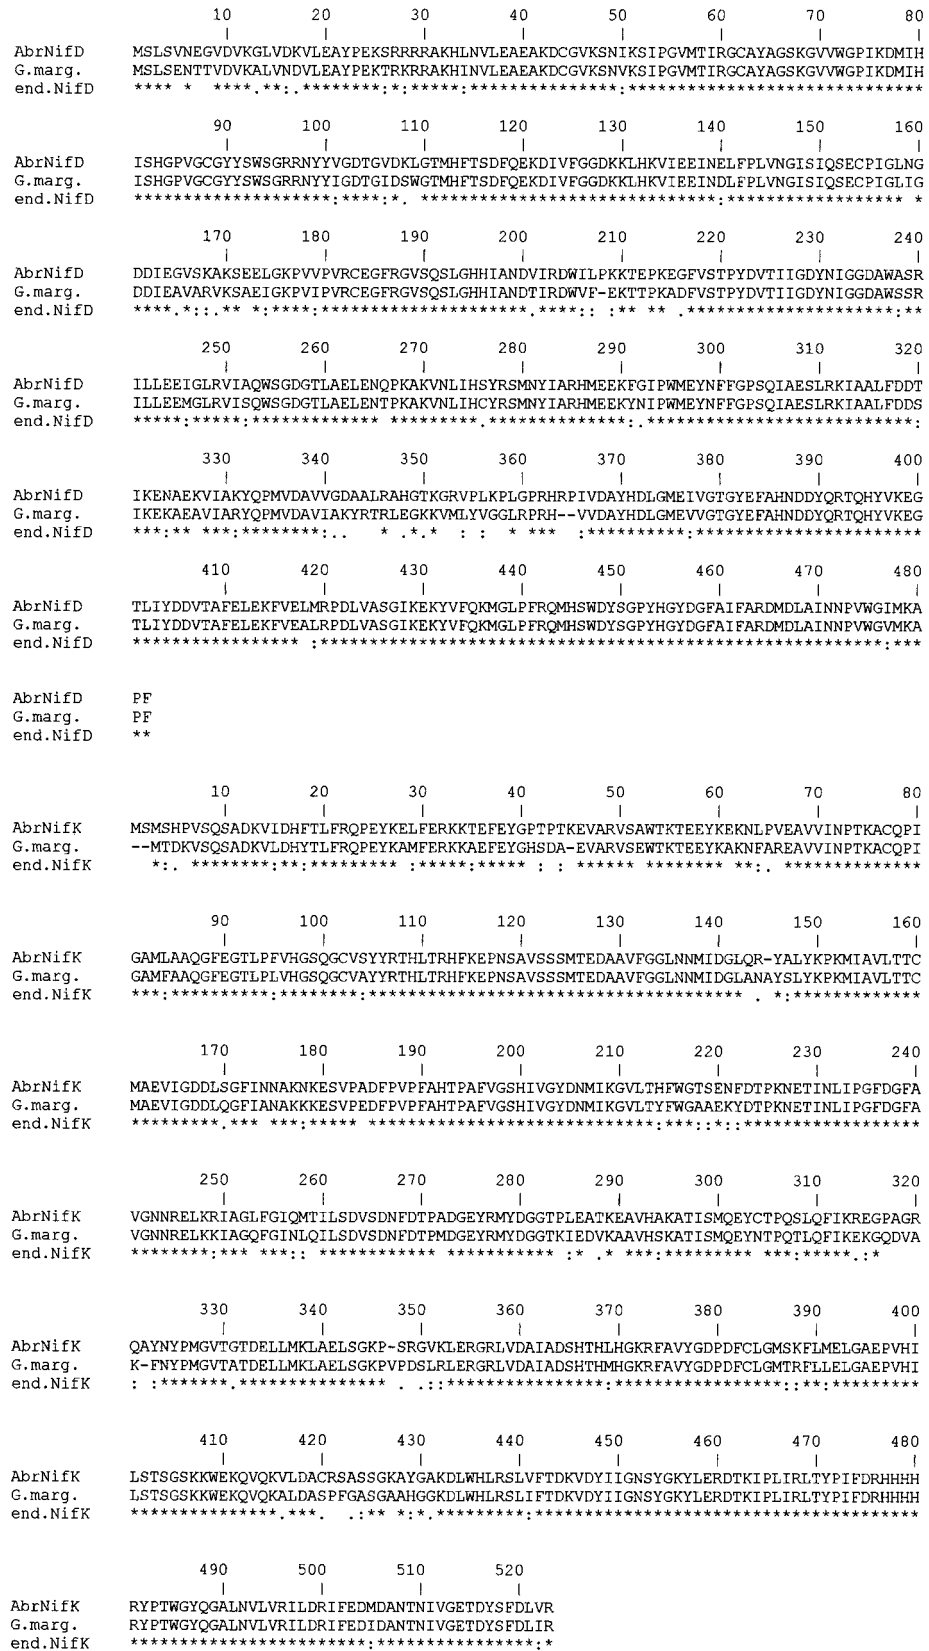 10 20 30 40 50 60 70 80
| | | | | | | |
AbrNifD MSLSVNEGVDVKGLVDKVLEAYPEKSRRRRAKHLNVLEAEAKDCGVKSNIKSIPGVMTIRGCAYAGSKGVVWGPIKDMIH
G.marg. MSLSENTTVDVKALVNDVLEAYPEKTRKRRAKHINVLEAEAKDCGVKSNVKSIPGVMTIRGCAYAGSKGVVWGPIKDMIH
end.NifD **** * ****.**:.********:*:*****:***************:******************************
90 100 110 120 130 140 150 160
| | | | | | | |
AbrNifD ISHGPVGCGYYSWSGRRNYYVGDTGVDKLGTMHFTSDFQEKDIVFGGDKKLHKVIEEINELFPLVNGISIQSECPIGLNG
G.marg. ISHGPVGCGYYSWSGRRNYYIGDTGIDSWGTMHFTSDFQEKDIVFGGDKKLHKVIEEINDLFPLVNGISIQSECPIGLIG
end.NifD ********************:****:*. ******************************:****************** *
170 180 190 200 210 220 230 240
| | | | | | | |
AbrNifD DDIEGVSKAKSEELGKPVVPVRCEGFRGVSQSLGHHIANDVIRDWILPKKTEPKEGFVSTPYDVTIIGDYNIGGDAWASR
G.marg. DDIEAVARVKSAEIGKPVIPVRCEGFRGVSQSLGHHIANDTIRDWVF-EKTTPKADFVSTPYDVTIIGDYNIGGDAWSSR
end.NifD ****.*::.** *:****:*********************.****:: :** ** .*********************:**
250 260 270 280 290 300 310 320
| | | | | | | |
AbrNifD ILLEEIGLRVIAQWSGDGTLAELENQPKAKVNLIHSYRSMNYIARHMEEKFGIPWMEYNFFGPSQIAESLRKIAALFDDT
G.marg. ILLEEMGLRVISQWSGDGTLAELENTPKAKVNLIHCYRSMNYIARHMEEKYNIPWMEYNFFGPSQIAESLRKIAALFDDS
end.NifD *****:*****:************* *********:**************:.***************************:
330 340 350 360 370 380 390 400
| | | | | | | |
AbrNifD IKENAEKVIAKYQPMVDAVVGDAALRAHGTKGRVPLKPLGPRHRPIVDAYHDLGMEIVGTGYEFAHNDDYQRTQHYVKEG
G.marg. IKEKAEAVIARYQPMVDAVIAKYRTRLEGKKVMLYVGGLRPRH--VVDAYHDLGMEVVGTGYEFAHNDDYQRTQHYVKEG
end.NifD ***:** ***:********:.. * .*.* : : * *** :**********:***********************
410 420 430 440 450 460 470 480
| | | | | | | |
AbrNifD TLIYDDVTAFELEKFVELMRPDLVASGIKEKYVFQKMGLPFRQMHSWDYSGPYHGYDGFAIFARDMDLAINNPVWGIMKA
G.marg. TLIYDDVTAFELEKFVEALRPDLVASGIKEKYVFQKMGLPFRQMHSWDYSGPYHGYDGFAIFARDMDLAINNPVWGVMKA
end.NifD ***************** :*********************************************************:***
AbrNifD PF
G.marg. PF
end.NifD **
10 20 30 40 50 60 70 80
| | | | | | | |
AbrNifK MSMSHPVSQSADKVIDHFTLFRQPEYKELFERKKTEFEYGPTPTKEVARVSAWTKTEEYKEKNLPVEAVVINPTKACQPI
G.marg. --MTDKVSQSADKVLDHYTLFRQPEYKAMFERKKAEFEYGHSDA-EVARVSEWTKTEEYKAKNFAREAVVINPTKACQPI
end.NifK *:. ********:**:********* :*****:***** : : ****** ******** **:. **************
90 100 110 120 130 140 150 160
| | | | | | | |
AbrNifK GAMLAAQGFEGTLPFVHGSQGCVSYYRTHLTRHFKEPNSAVSSSMTEDAAVFGGLNNMIDGLQR-YALYKPKMIAVLTTC
G.marg. GAMFAAQGFEGTLPLVHGSQGCVAYYRTHLTRHFKEPNSAVSSSMTEDAAVFGGLNNMIDGLANAYSLYKPKMIAVLTTC
end.NifK ***:**********:********:************************************** . *:*************
170 180 190 200 210 220 230 240
| | | | | | | |
AbrNifK MAEVIGDDLSGFINNAKNKESVPADFPVPFAHTPAFVGSHIVGYDNMIKGVLTHFWGTSENFDTPKNETINLIPGFDGFA
G.marg. MAEVIGDDLQGFIANAKKKESVPEDFPVPFAHTPAFVGSHIVGYDNMIKGVLTYFWGAAEKYDTPKNETINLIPGFDGFA
end.NifK *********.*** ***:***** *****************************:***::*::******************
250 260 270 280 290 300 310 320
| | | | | | | |
AbrNifK VGNNRELKRIAGLFGIQMTILSDVSDNFDTPADGEYRMYDGGTPLEATKEAVHAKATISMQEYCTPQSLQFIKREGPAGR
G.marg. VGNNRELKKIAGQFGINLQILSDVSDNFDTPMDGEYRMYDGGTKIEDVKAAVHSKATISMQEYNTPQTLQFIKEKGQDVA
end.NifK ********:*** ***:: ************ *********** :* .* ***:********* ***:*****.:*
330 340 350 360 370 380 390 400
| | | | | | | |
AbrNifK QAYNYPMGVTGTDELLMKLAELSGKP-SRGVKLERGRLVDAIADSHTHLHGKRFAVYGDPDFCLGMSKFLMELGAEPVHI
G.marg. K-FNYPMGVTATDELLMKLAELSGKPVPDSLRLERGRLVDAIADSHTHMHGKRFAVYGDPDFCLGMTRFLLELGAEPVHI
end.NifK : :*******.*************** . .::****************:*****************::**:*********
410 420 430 440 450 460 470 480
| | | | | | | |
AbrNifK LSTSGSKKWEKQVQKVLDACRSASSGKAYGAKDLWHLRSLVFTDKVDYIIGNSYGKYLERDTKIPLIRLTYPIFDRHHHH
G.marg. LSTSGSKKWEKQVQKALDASPFGASGAAHGGKDLWHLRSLIFTDKVDYIIGNSYGKYLERDTKIPLIRLTYPIFDRHHHH
end.NifK ***************.***. .:** *:*.*********:***************************************
490 500 510 520
| | | |
AbrNifK RYPTWGYQGALNVLVRILDRIFEDMDANTNIVGETDYSFDLVR
G.marg. RYPTWGYQGALNVLVRILDRIFEDIDANTNIVGETDYSFDLIR
end.NifK ************************:****************:*